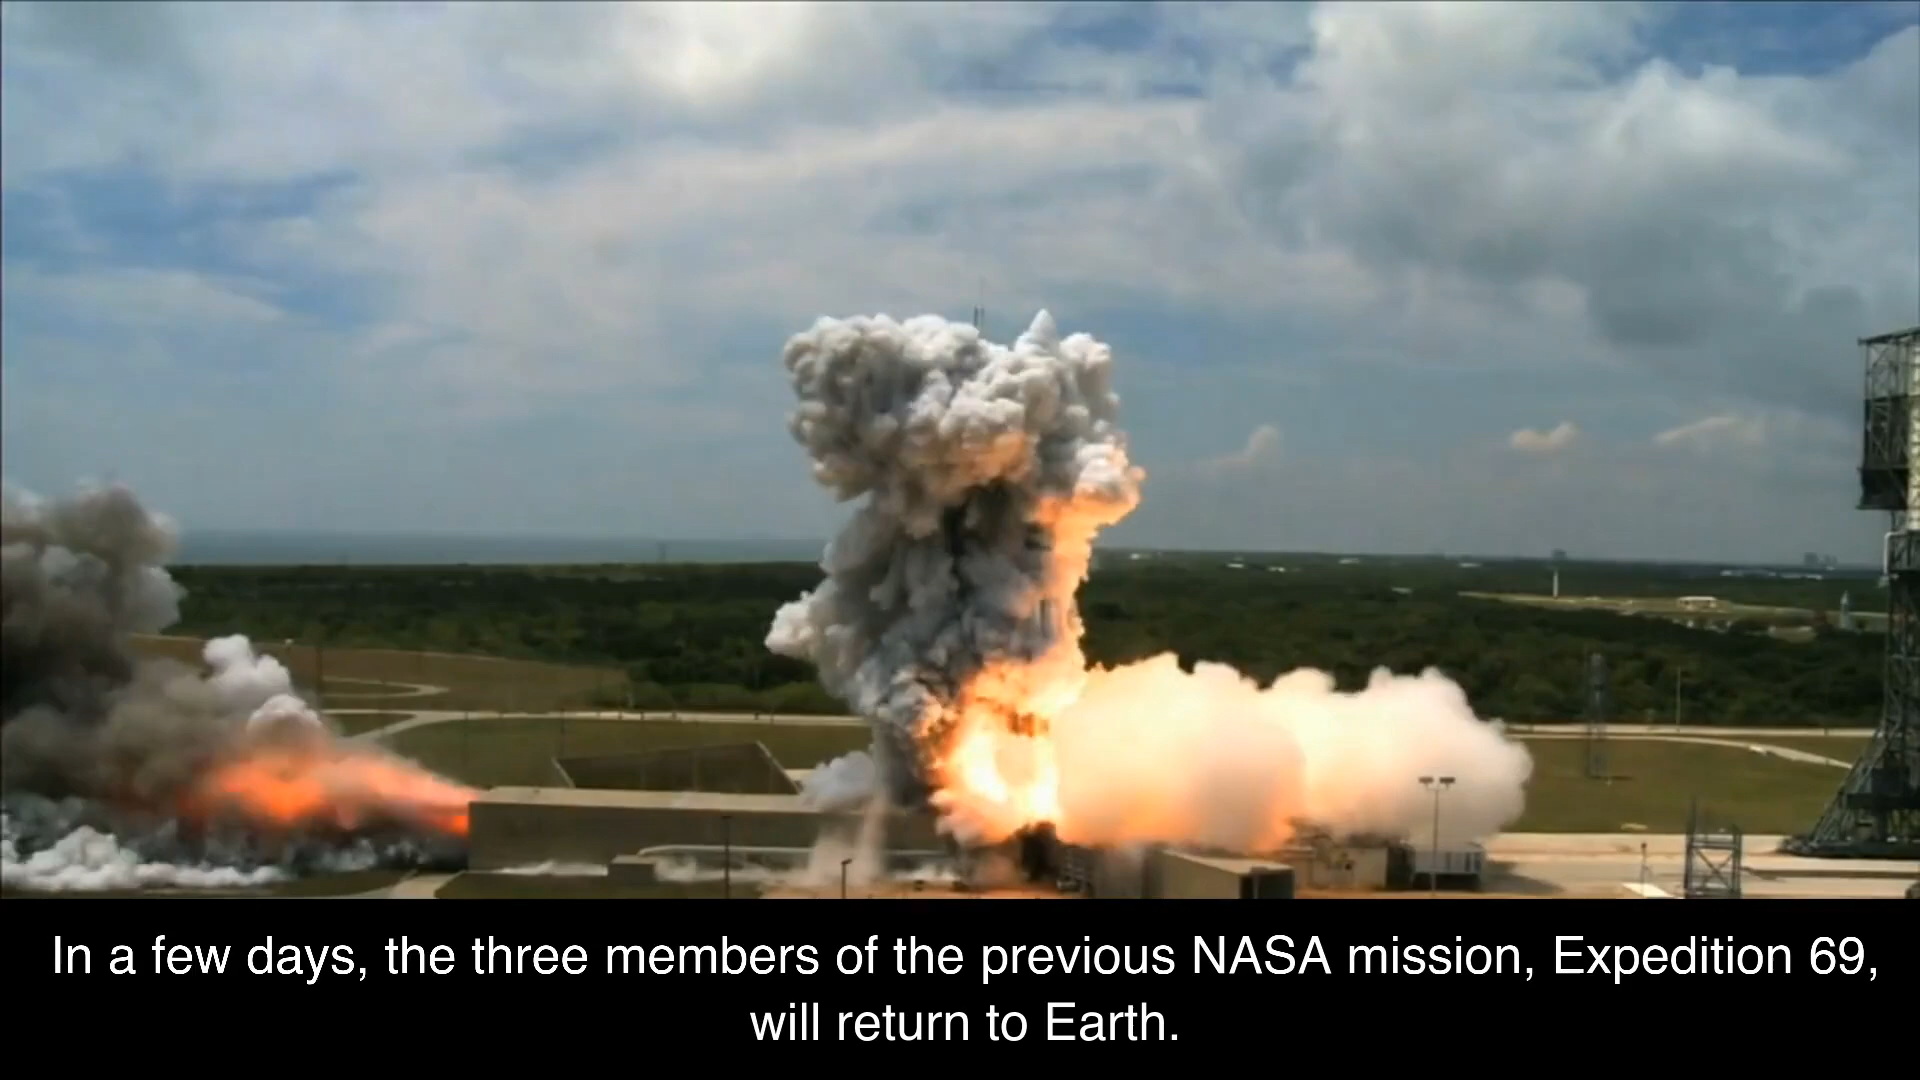 In a few days, the three members of the previous NASA mission, Expedition 69,
will return to Earth.